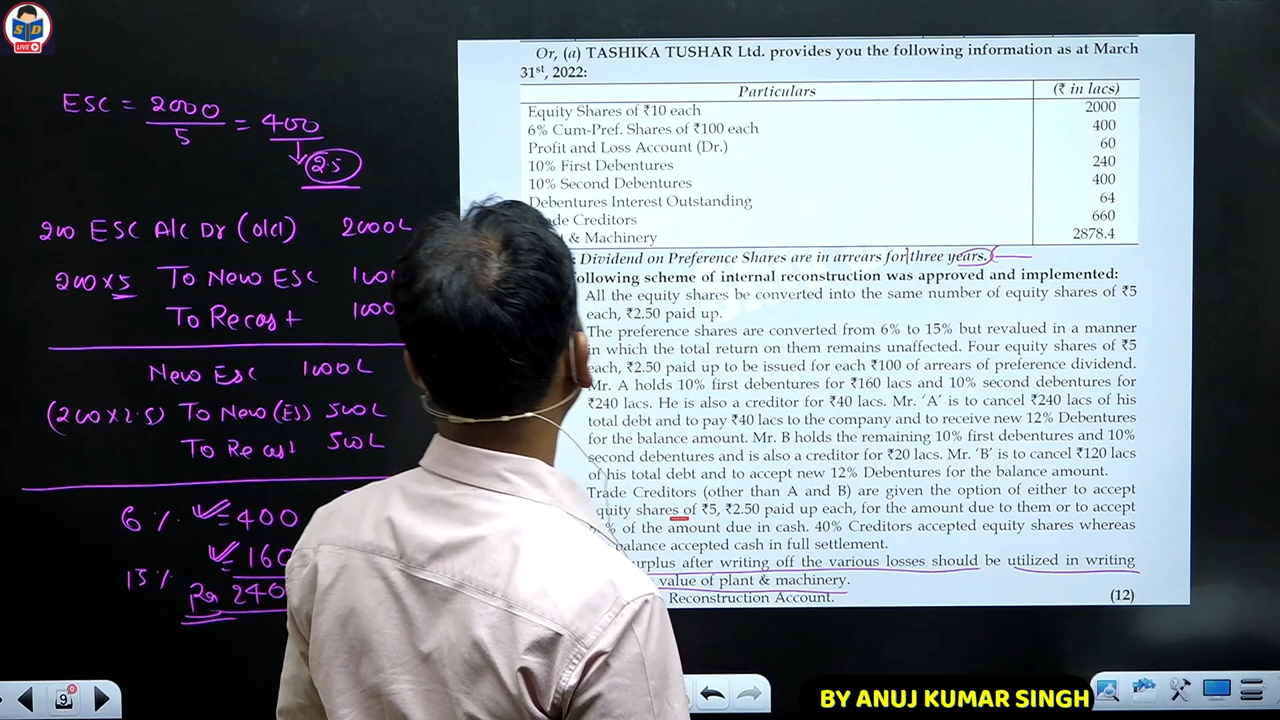 S D
LIVE
ESC = 2000
5
= 400
2.5
200 ESC A/c Dr (old) 2000L
200 x 5 To New ESC
To Recost
New ESC 1000L
(200 x 2.5) To New (ES) 500L
To Recost 500L
6 % 400
160
15 %
240
Or, (a) TASHIKA TUSHAR Ltd. provides you the following information as at March
31st, 2022:
Particulars (₹ in lacs)
Equity Shares of ₹10 each 2000
6% Cum-Pref. Shares of ₹100 each 400
Profit and Loss Account (Dr.) 60
10% First Debentures 240
10% Second Debentures 400
Debentures Interest Outstanding 64
Creditors 660
& Machinery 2878.4
Dividend on Preference Shares are in arrears for three years.
following scheme of internal reconstruction was approved and implemented:
All the equity shares be converted into the same number of equity shares of ₹5
each, ₹2.50 paid up.
The preference shares are converted from 6% to 15% but revalued in a manner
in which the total return on them remains unaffected. Four equity shares of ₹5
each, ₹2.50 paid up to be issued for each ₹100 of arrears of preference dividend.
Mr. A holds 10% first debentures for ₹160 lacs and 10% second debentures for
₹240 lacs. He is also a creditor for ₹40 lacs. Mr. ‘A’ is to cancel ₹240 lacs of his
total debt and to pay ₹40 lacs to the company and to receive new 12% Debentures
for the balance amount. Mr. B holds the remaining 10% first debentures and 10%
second debentures and is also a creditor for ₹20 lacs. Mr. ‘B’ is to cancel ₹120 lacs
of his total debt and to accept new 12% Debentures for the balance amount.
Trade Creditors (other than A and B) are given the option of either to accept
equity shares of ₹5, ₹2.50 paid up each, for the amount due to them or to accept
% of the amount due in cash. 40% Creditors accepted equity shares whereas
balance accepted cash in full settlement.
surplus after writing off the various losses should be utilized in writing
value of plant & machinery.
Reconstruction Account. (12)
9
BY ANUJ KUMAR SINGH